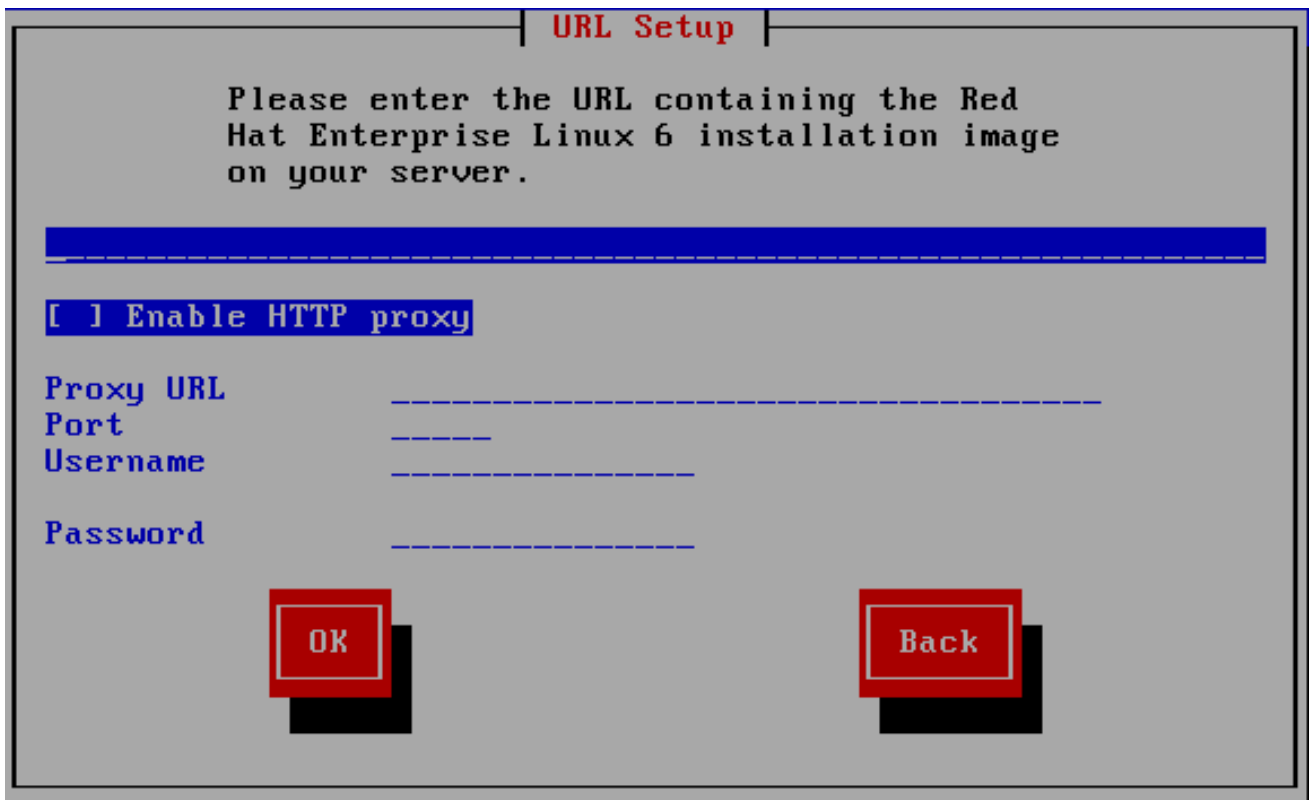 URL Setup
Please enter the URL containing the Red
Hat Enterprise Linux 6 installation image
on your server.
[ ] Enable HTTP proxy
Proxy URL
Port
Username
Password
OK Back